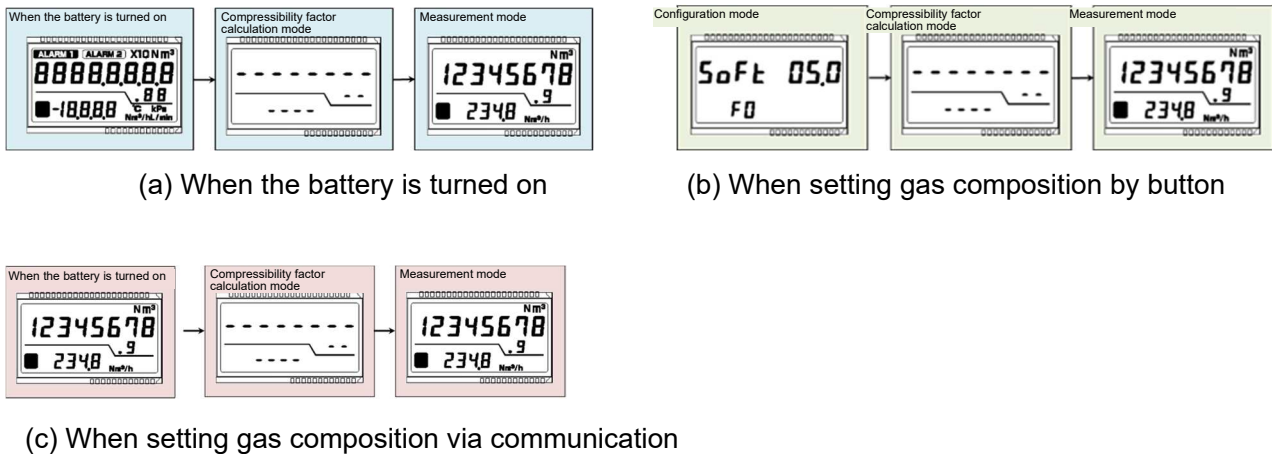 When the battery is turned on
Compressibility factor
calculation mode
Measurement mode
ALARM 1 ALARM 2 X10 Nm³
8888.8.8.8.8
.88
-18.8.8.8 °C kPa
Nm³/hL/min
- - - - - - - -
- -
- - - -
Nm³
12345678
.9
234.8 Nm³/h
(a) When the battery is turned on
Configuration mode
Compressibility factor
calculation mode
Measurement mode
SoFt 05.0
F0
- - - - - - - -
- -
- - - -
Nm³
12345678
.9
234.8 Nm³/h
(b) When setting gas composition by button
When the battery is turned on
Compressibility factor
calculation mode
Measurement mode
Nm³
12345678
.9
234.8 Nm³/h
- - - - - - - -
- -
- - - -
Nm³
12345678
.9
234.8 Nm³/h
(c) When setting gas composition via communication